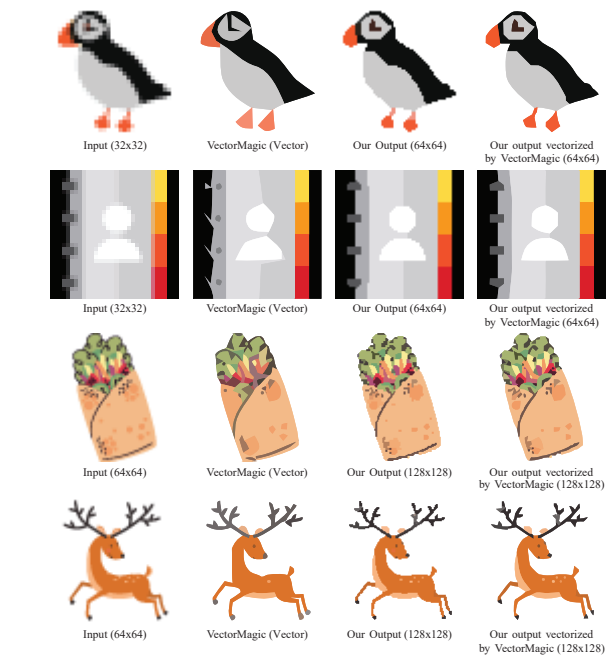 Input (32x32)
VectorMagic (Vector)
Our Output (64x64)
Our output vectorized
by VectorMagic (64x64)
Input (32x32)
VectorMagic (Vector)
Our Output (64x64)
Our output vectorized
by VectorMagic (64x64)
Input (64x64)
VectorMagic (Vector)
Our Output (128x128)
Our output vectorized
by VectorMagic (128x128)
Input (64x64)
VectorMagic (Vector)
Our Output (128x128)
Our output vectorized
by VectorMagic (128x128)